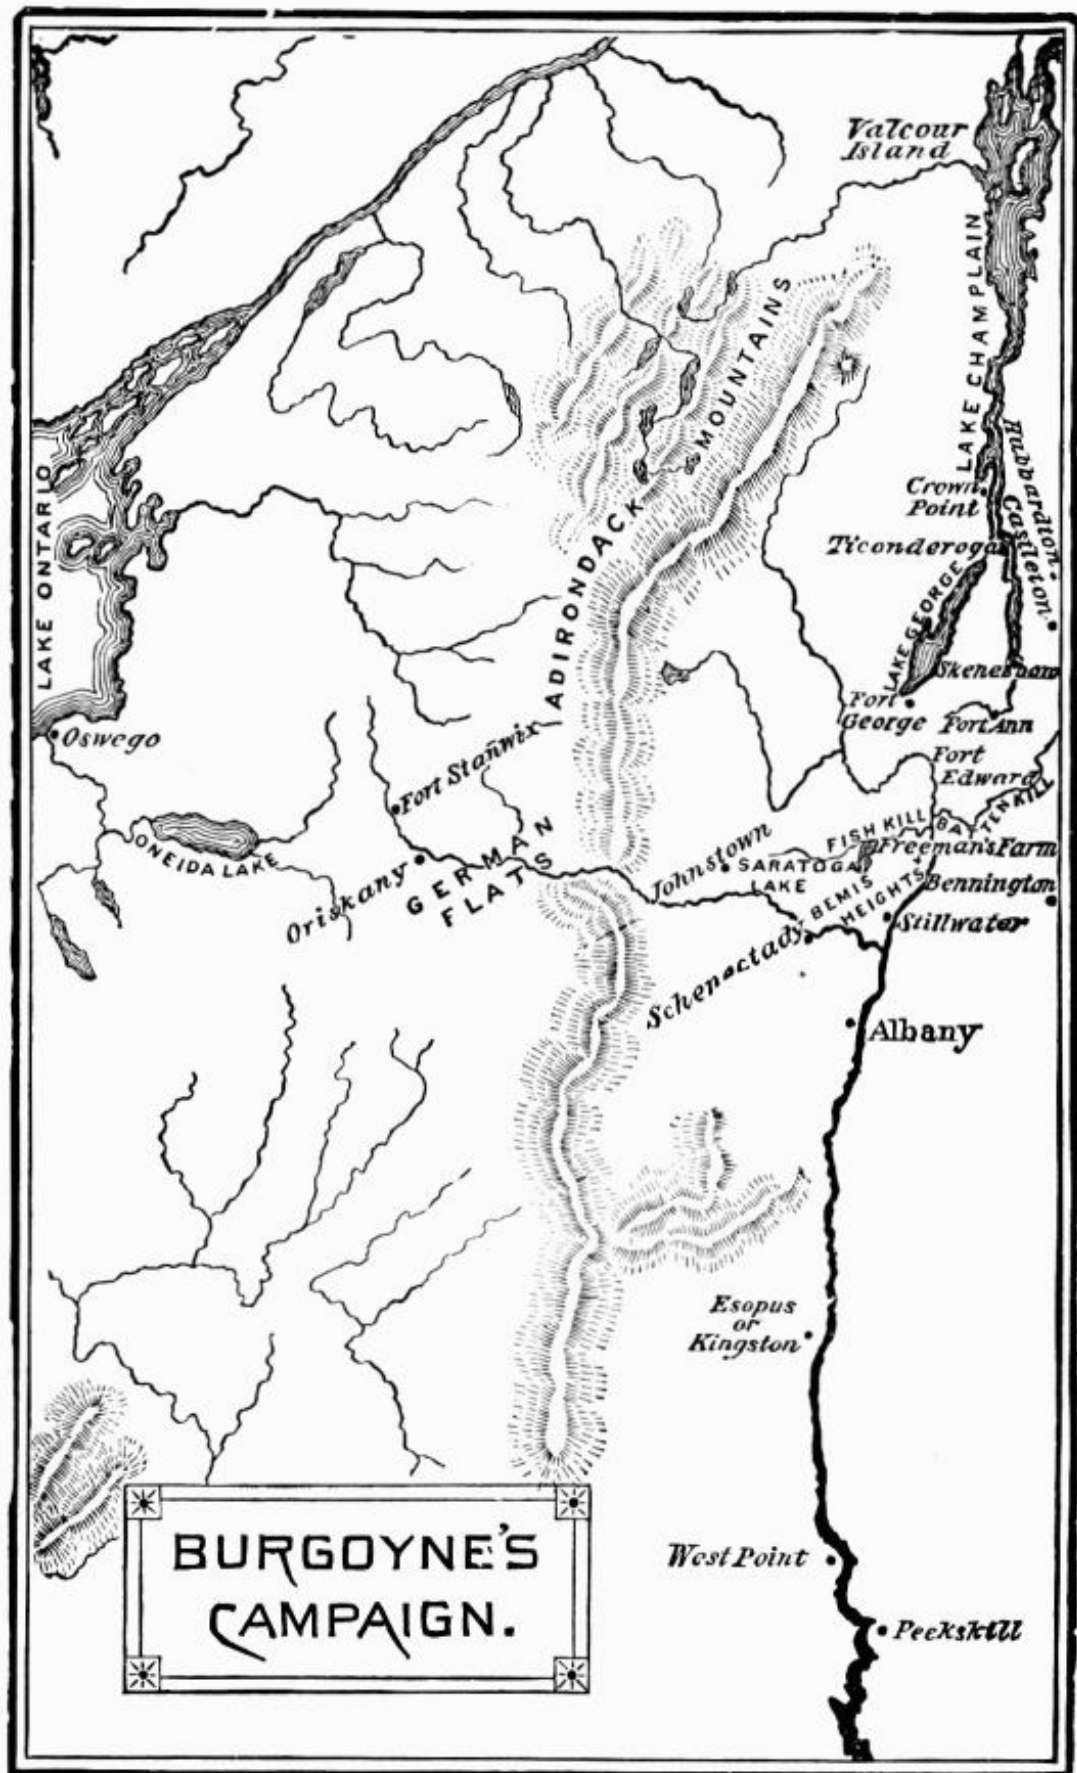 Valcour
Island
LAKE CHAMPLAIN
ADIRONDACK MOUNTAINS
LAKE ONTARIO
Crown
Point
Hubbardton
Castleton
Ticonderoga
LAKE GEORGE
Skenesboro
Fort
George
Fort Ann
Oswego
Fort Stanwix
Fort
Edward
BATTENKILL
ONEIDA LAKE
Oriskany
GERMAN
FLATS
Johnstown
FISH KILL
Freeman's Farm
SARATOGA
LAKE
BEMIS
HEIGHTS
Bennington
Stillwater
Schenectady
Albany
Esopus
or
Kingston
West Point
Peekskill
BURGOYNE'S
CAMPAIGN.